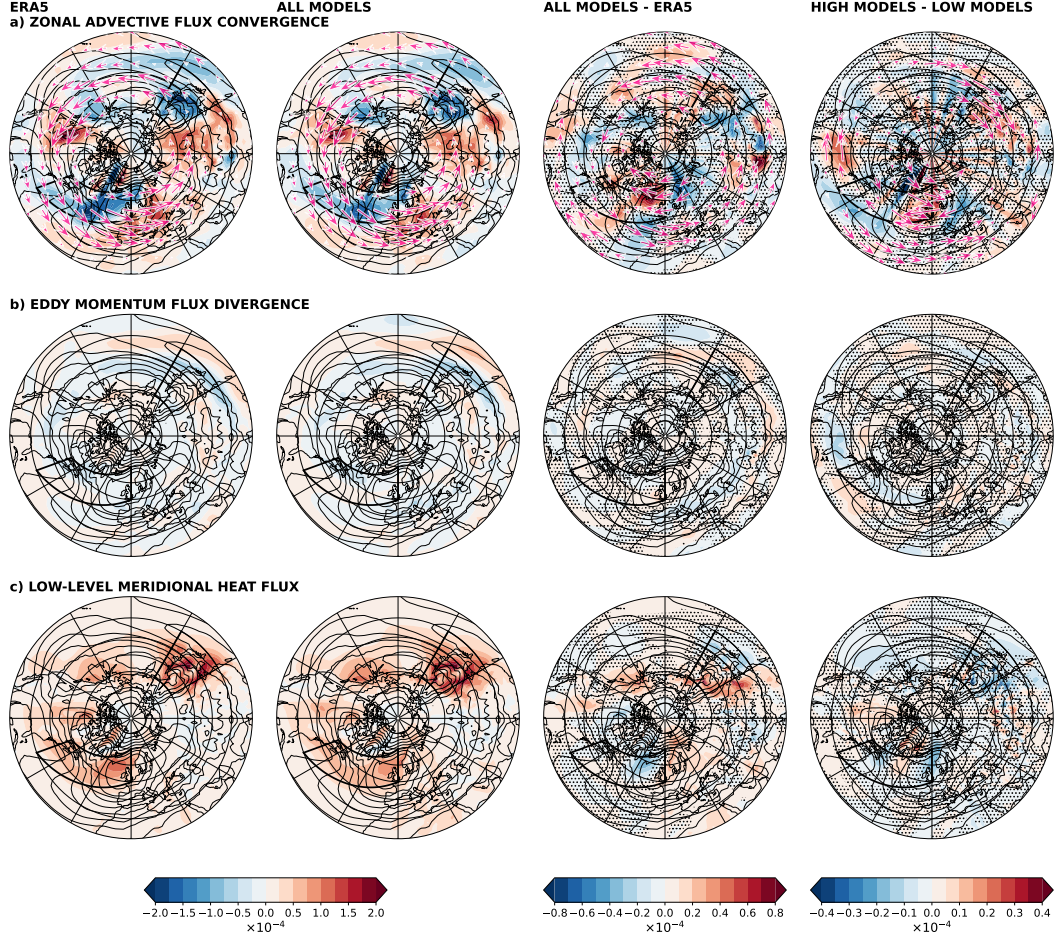 ERA5 ALL MODELS ALL MODELS - ERA5 HIGH MODELS - LOW MODELS
a) ZONAL ADVECTIVE FLUX CONVERGENCE
b) EDDY MOMENTUM FLUX DIVERGENCE
c) LOW-LEVEL MERIDIONAL HEAT FLUX
−2.0 −1.5 −1.0 −0.5 0.0 0.5 1.0 1.5 2.0
×10⁻⁴
−0.8 −0.6 −0.4 −0.2 0.0 0.2 0.4 0.6 0.8
×10⁻⁴
−0.4 −0.3 −0.2 −0.1 0.0 0.1 0.2 0.3 0.4
×10⁻⁴